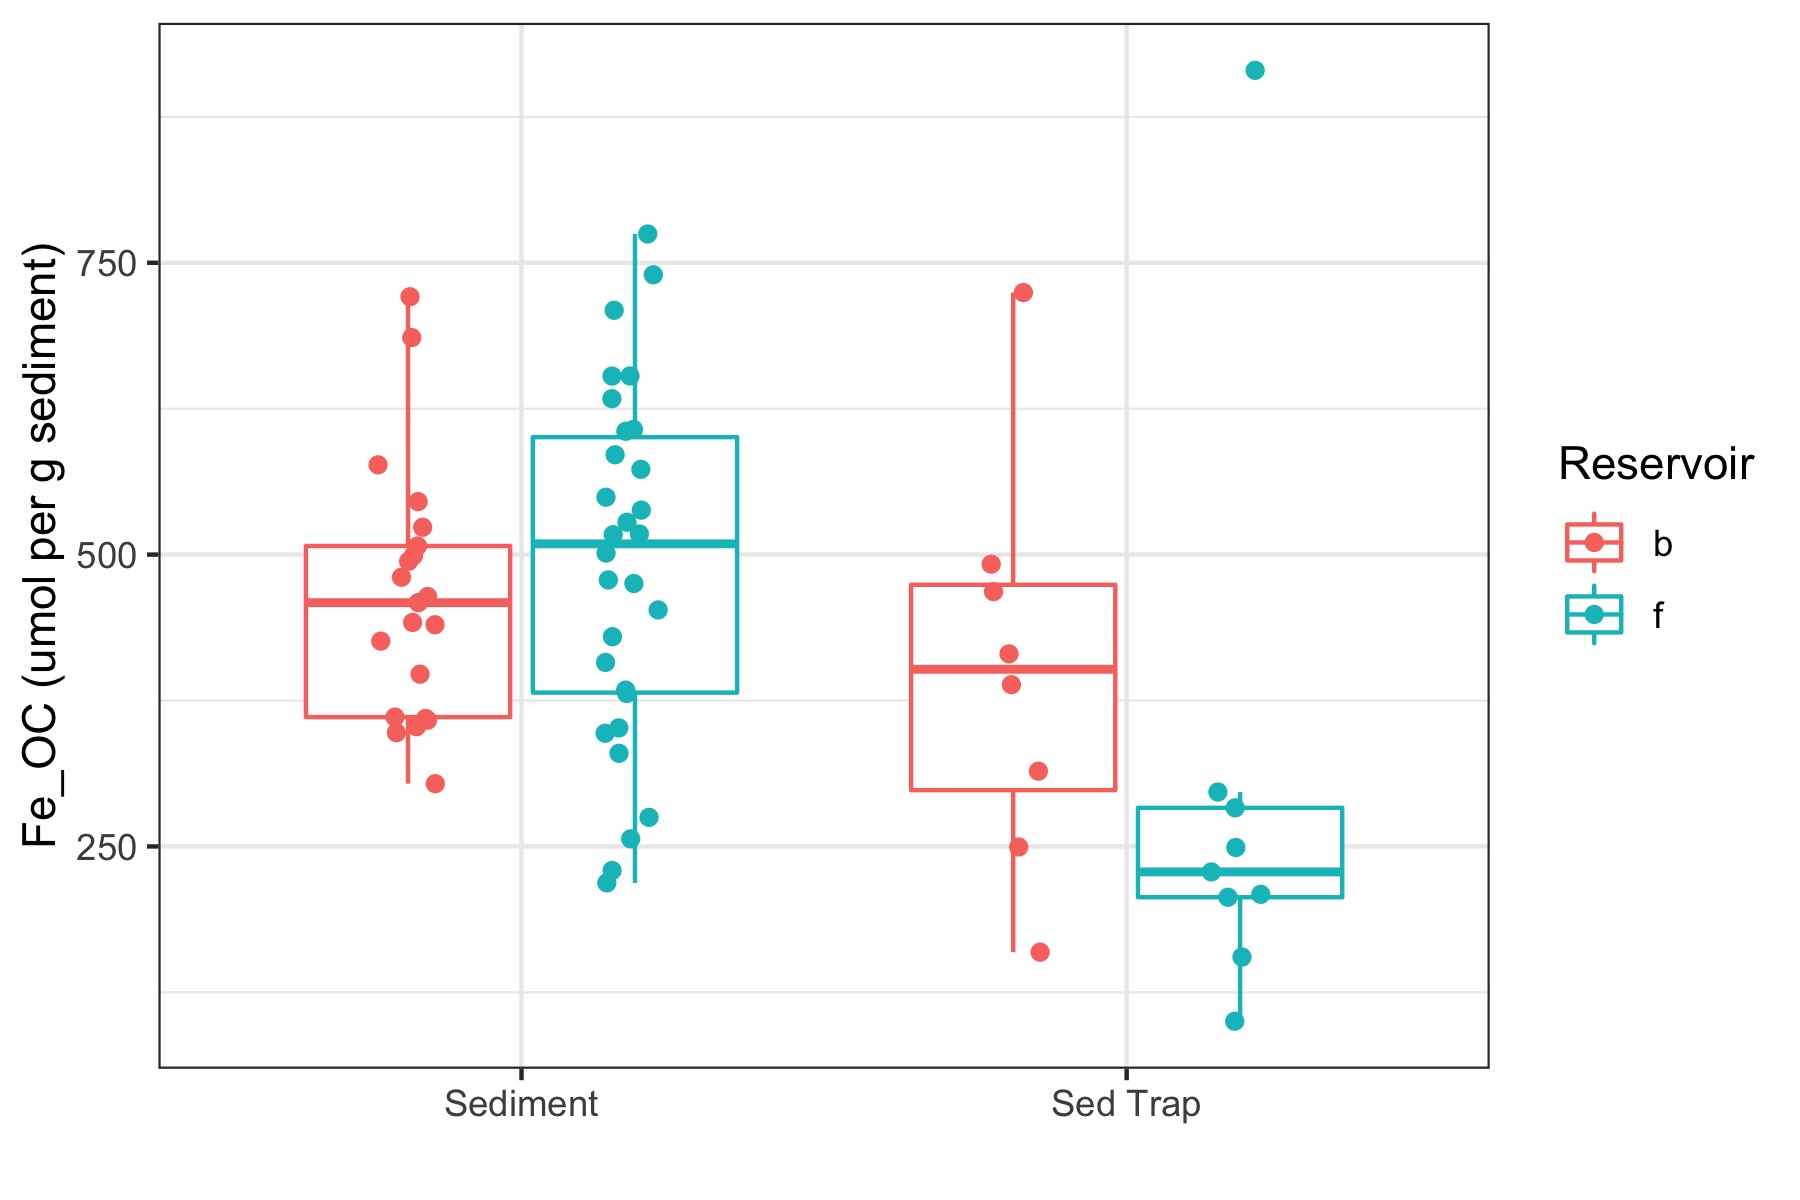 Fe_OC (umol per g sediment)
750
500
250
Sediment
Sed Trap
Reservoir
b
f